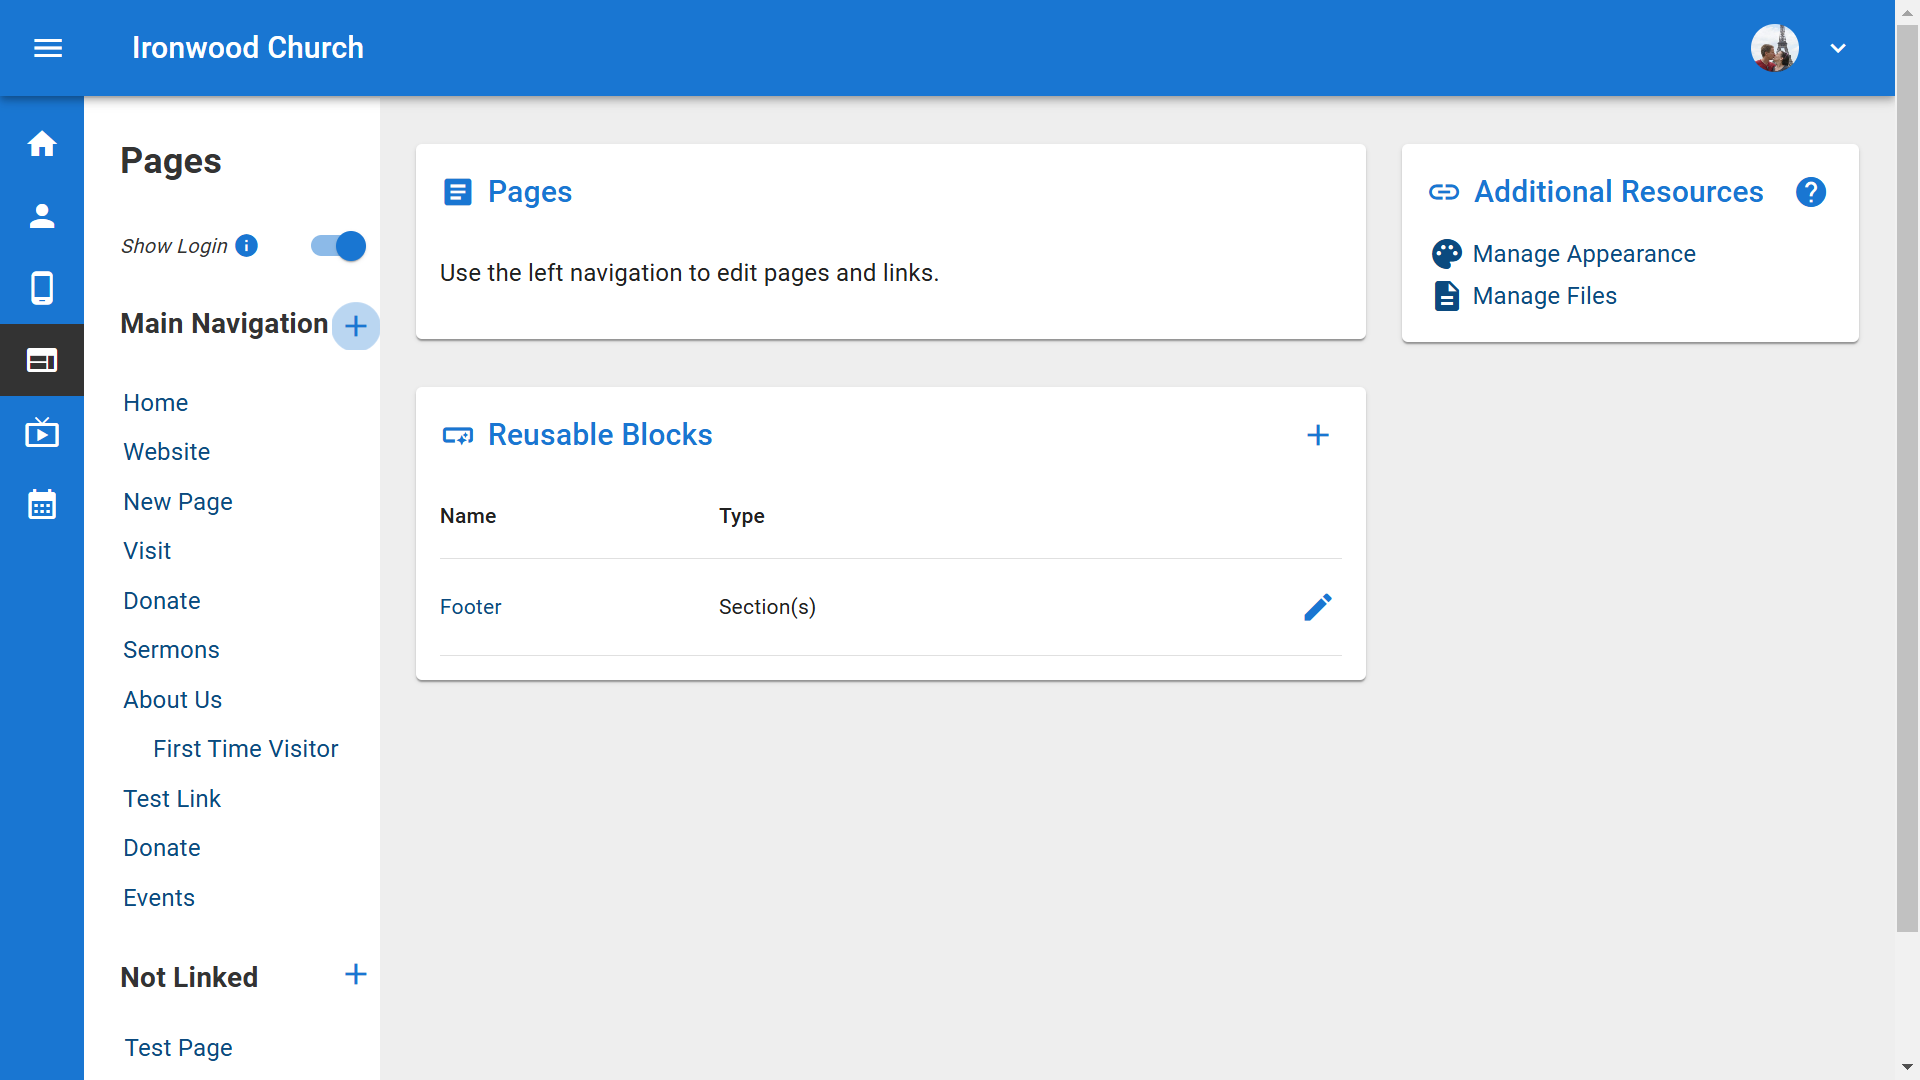 Ironwood Church
Pages
Show Login
Main Navigation
Home
Website
New Page
Visit
Donate
Sermons
About Us
First Time Visitor
Test Link
Donate
Events
Not Linked
Test Page
Pages
Use the left navigation to edit pages and links.
Reusable Blocks
Name Type
Footer Section(s)
Additional Resources
Manage Appearance
Manage Files